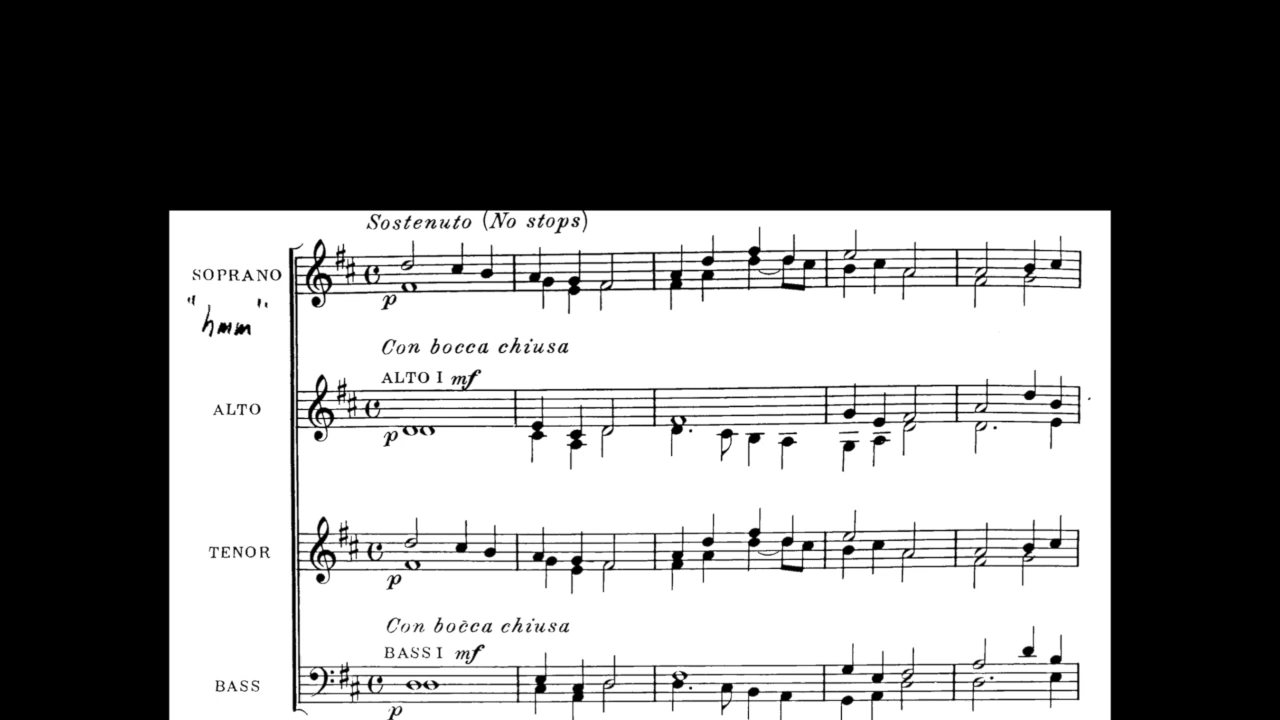 Sostenuto (No stops)
SOPRANO
p
"hmm"
Con bocca chiusa
ALTO I mf
ALTO
p
TENOR
p
Con bocca chiusa
BASS I mf
BASS
p